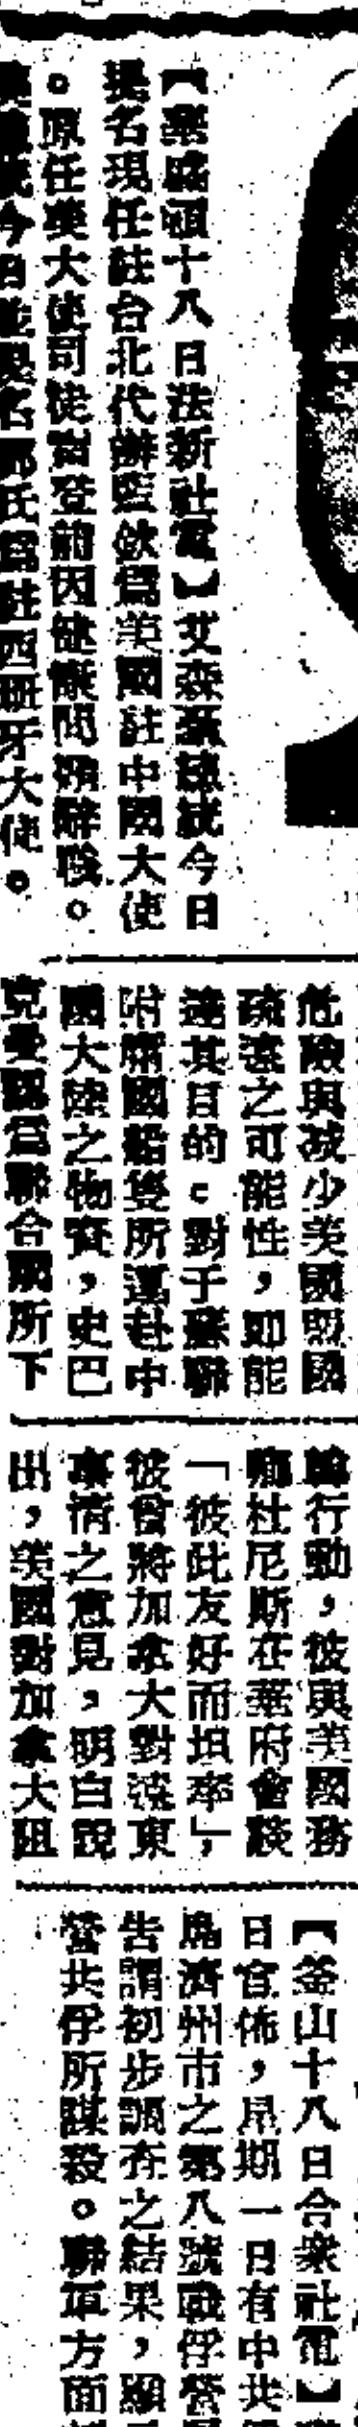 【華盛頓十八日法新社電】艾森豪總統今日
提名現任駐台北代辦藍欽爲美國駐中國大使
。原任美大使司徒雷登前因健康問題辭職。
統今日並提名鄧氏爲駐西班牙大使。
危險與減少美國與國
疏遠之可能性，如能
達其目的。對于蘇聯
附庸國船隻所運赴中
國大陸之物資，史巴
克曼認爲聯合國所下
行動，彼與美國務
卿杜尼斯在華府會談
「彼此友好而坦率」，
彼曾將加拿大對遠東
事情之意見，明白說
出，美國對加拿大阻
【釜山十八日合衆社電】
日宣佈，星期一日有中共
島濟州市之第八號戰俘營
告謂初步調查之結果，顯
營共俘所謀殺。聯軍方面